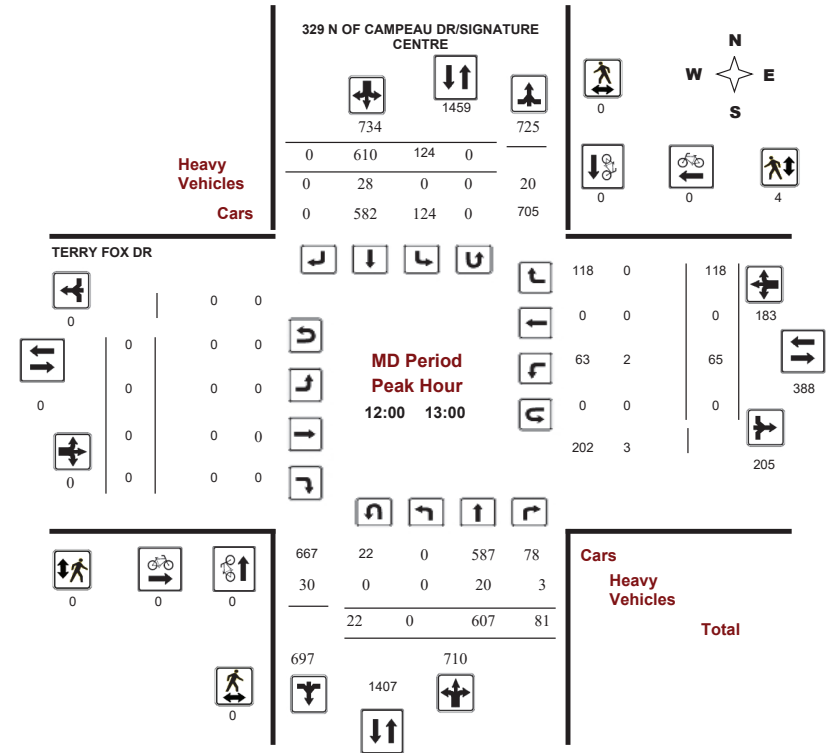 329 N OF CAMPEAU DR/SIGNATURE
CENTRE
N
W E
S
1459
0
734 725
0 610 124 0
Heavy
Vehicles
0 28 0 0 20
Cars
0 582 124 0 705
0 0 4
TERRY FOX DR
118 0 118
0 0 0
0 0 0 183
0 0 0
MD Period
Peak Hour
12:00 13:00
63 2 65
388
0
0 0 0
0 0 0
0 0 0
202 3
205
0 0 0 0
667 22 0 587 78
Cars
30 0 0 20 3
Heavy
Vehicles
0 0 0
22 0 607 81
Total
697 710
1407
0